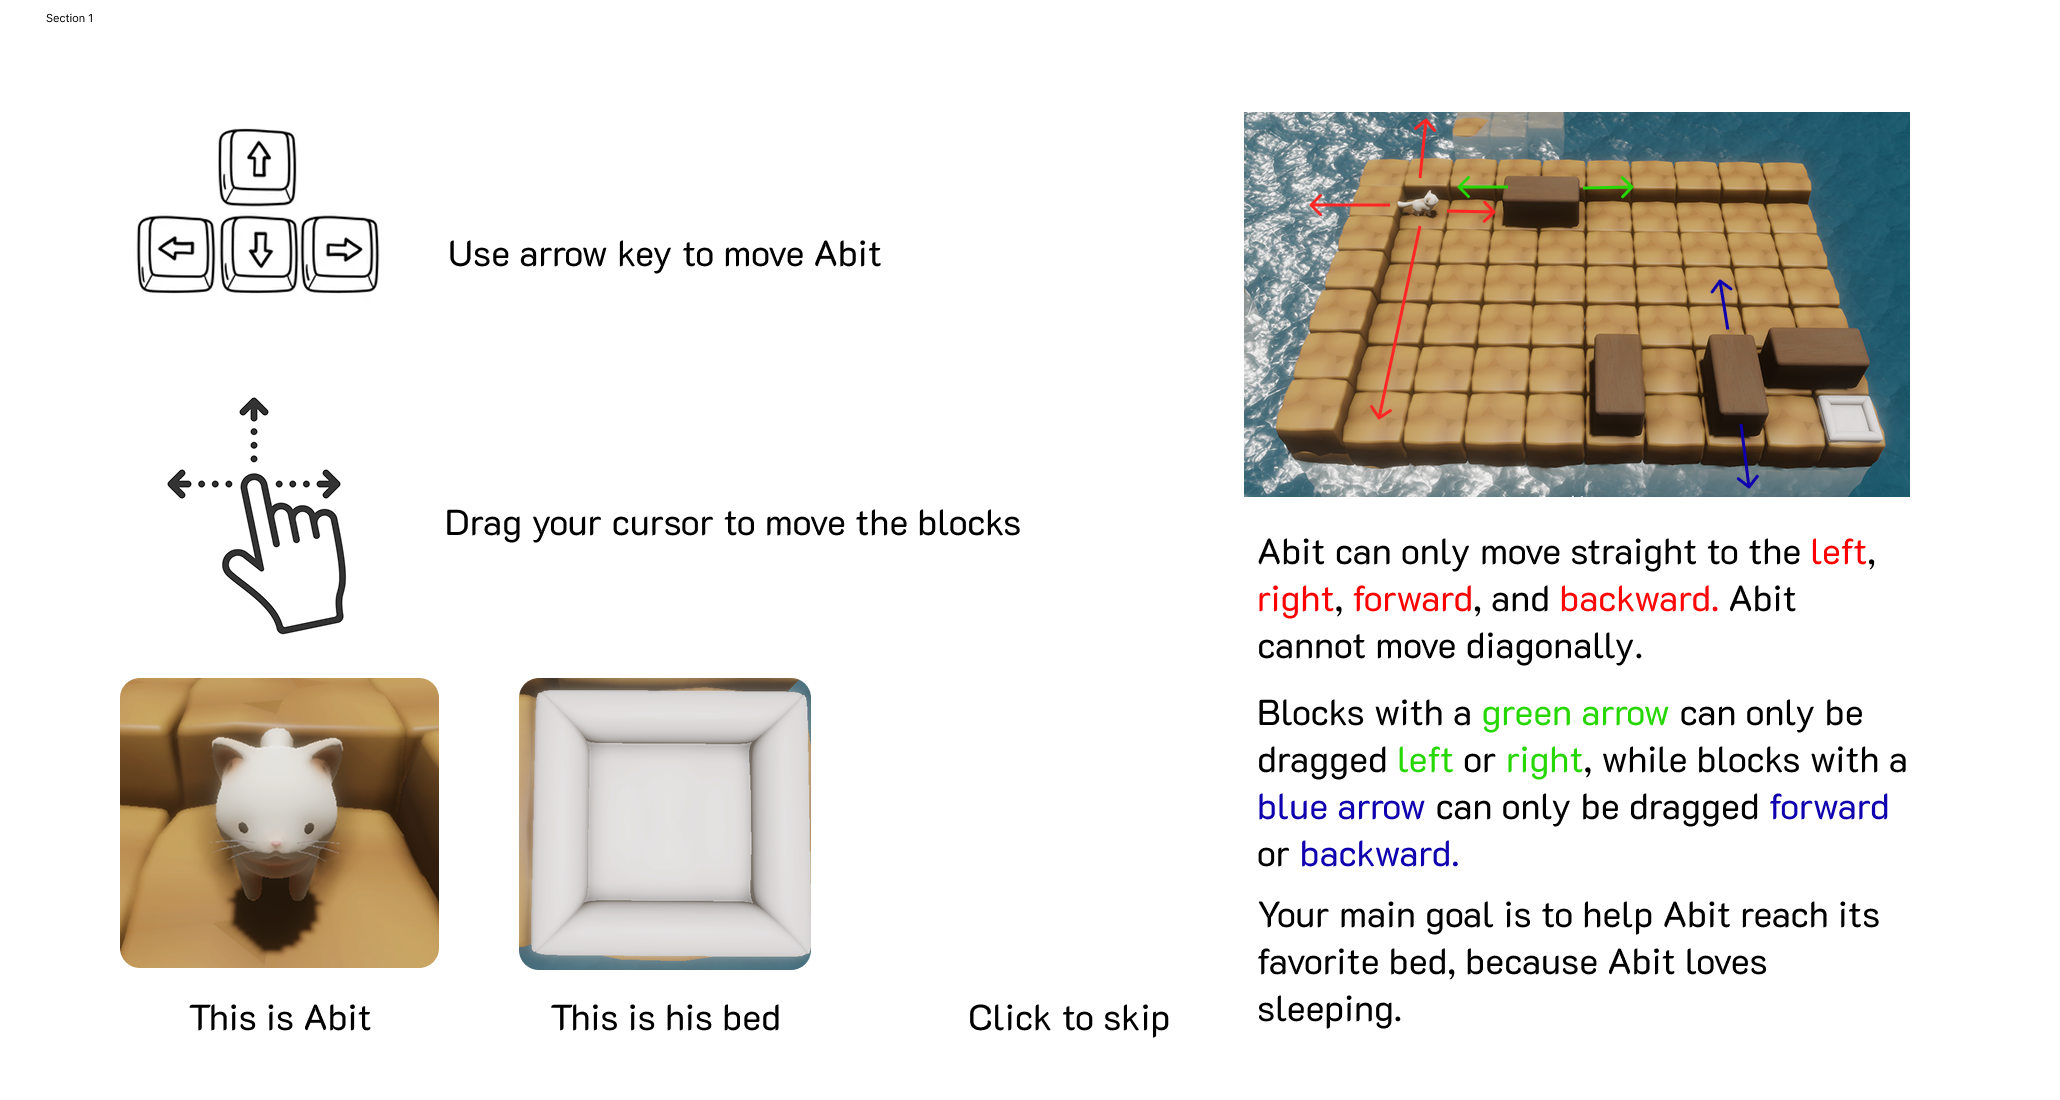 Section 1
Use arrow key to move Abit
Drag your cursor to move the blocks
This is Abit
This is his bed
Click to skip
Abit can only move straight to the left,
right, forward, and backward. Abit
cannot move diagonally.
Blocks with a green arrow can only be
dragged left or right, while blocks with a
blue arrow can only be dragged forward
or backward.
Your main goal is to help Abit reach its
favorite bed, because Abit loves
sleeping.